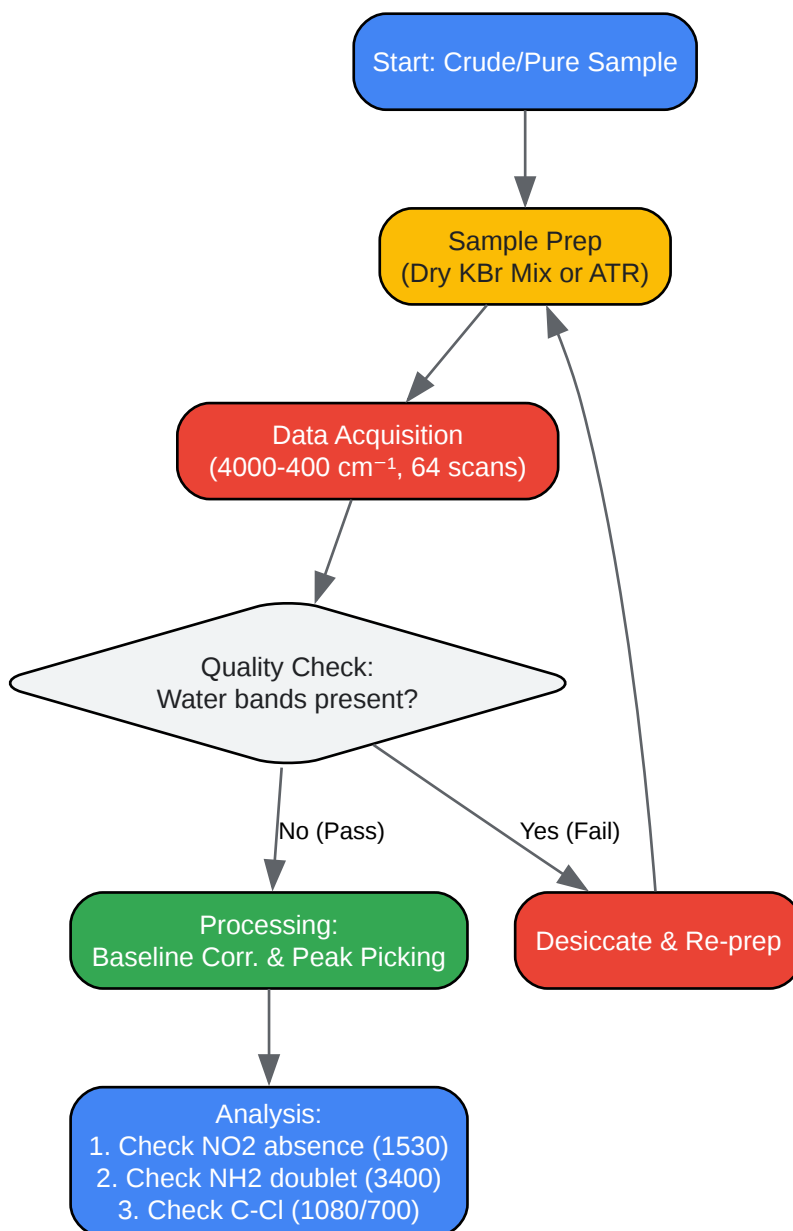 Start: Crude/Pure Sample
Sample Prep
(Dry KBr Mix or ATR)
Data Acquisition
(4000-400 cm⁻¹, 64 scans)
Quality Check:
Water bands present?
No (Pass)
Yes (Fail)
Processing:
Baseline Corr. & Peak Picking
Desiccate & Re-prep
Analysis:
1. Check NO2 absence (1530)
2. Check NH2 doublet (3400)
3. Check C-Cl (1080/700)